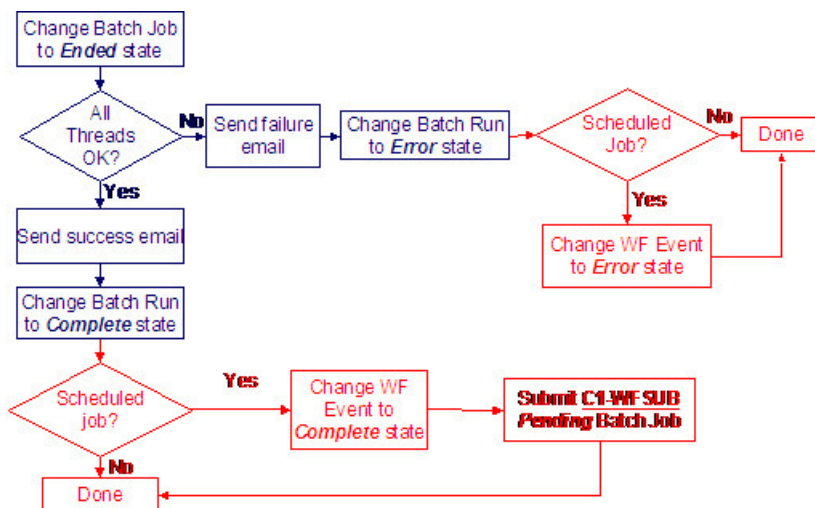 Change Batch Job
to Ended state
All
Threads
OK?
No
Send failure
email
Change Batch Run
to Error state
Scheduled
Job?
No
Done
Yes
Change WF Event
to Error state
Yes
Send success email
Change Batch Run
to Complete state
Scheduled
job?
Yes
Change WF
Event to
Complete state
Submit C1-WFSUB
Pending Batch Job
No
Done